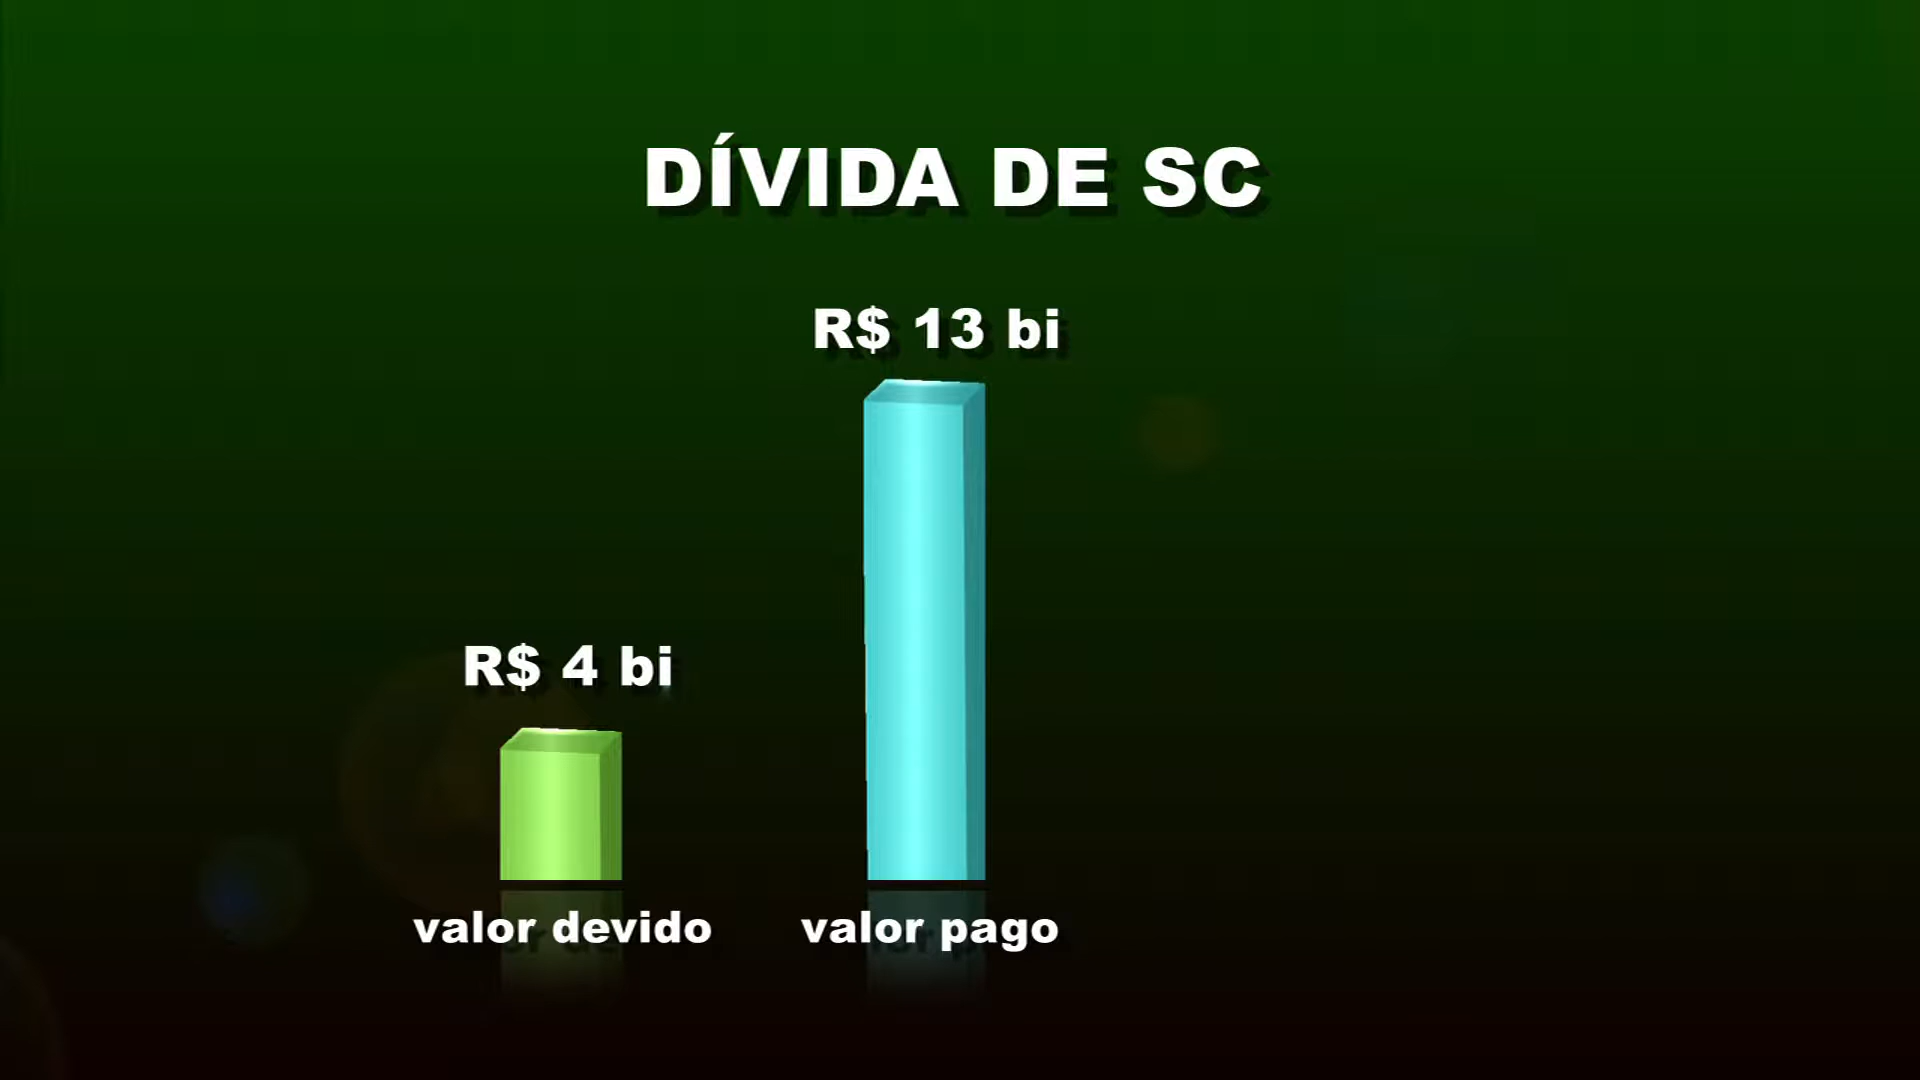 DÍVIDA DE SC
R$ 13 bi
R$ 4 bi
valor devido
valor pago